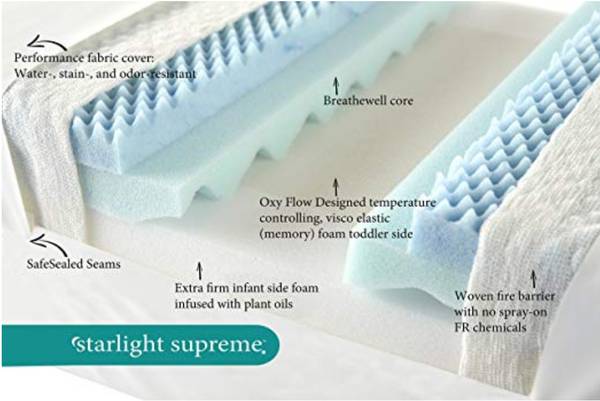 Performance fabric cover:
Water-, stain-, and odor-resistant
Breathewell core
Oxy Flow Designed temperature
controlling, visco elastic
(memory) foam toddler side
SafeSealed Seams
Extra firm infant side foam
infused with plant oils
Woven fire barrier
with no spray-on
FR chemicals
starlight supreme